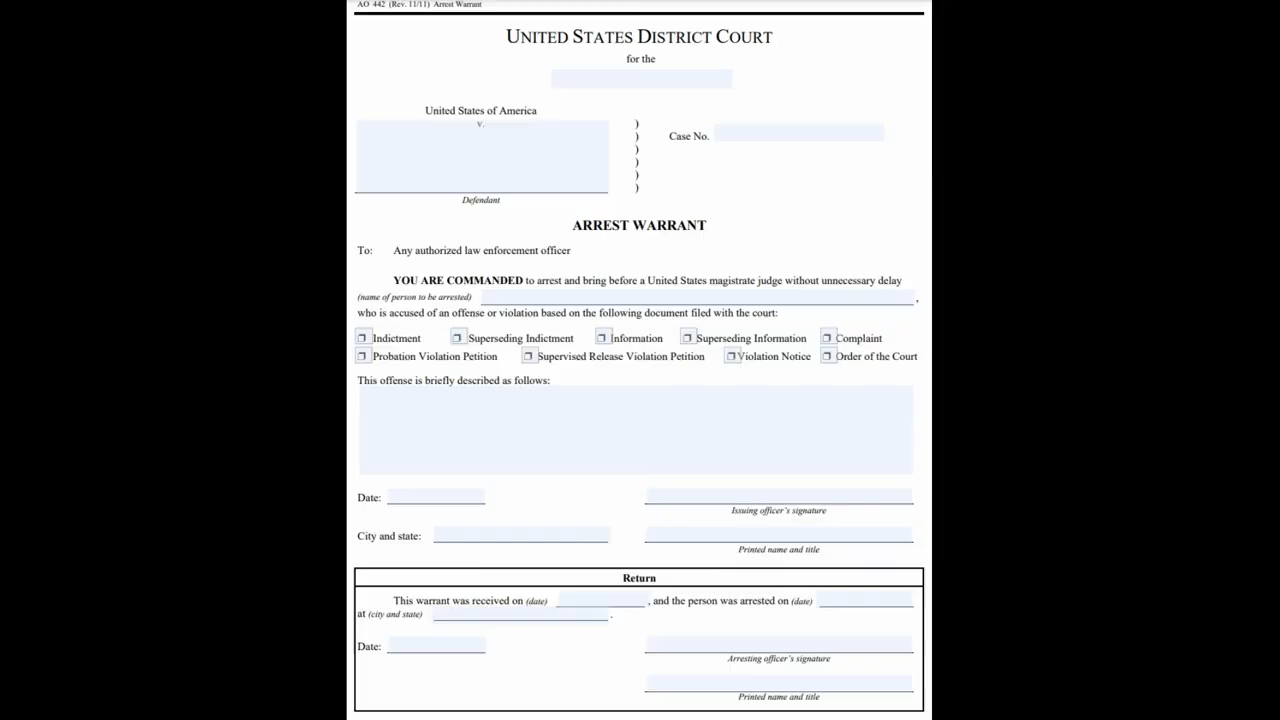 AO 442 (Rev. 11/11) Arrest Warrant
UNITED STATES DISTRICT COURT
for the
United States of America
v.
)
)
)
)
)
)
Case No.
Defendant
ARREST WARRANT
To: Any authorized law enforcement officer
YOU ARE COMMANDED to arrest and bring before a United States magistrate judge without unnecessary delay
(name of person to be arrested) ,
who is accused of an offense or violation based on the following document filed with the court:
Indictment Superseding Indictment Information Superseding Information Complaint
Probation Violation Petition Supervised Release Violation Petition Violation Notice Order of the Court
This offense is briefly described as follows:
Date:
Issuing officer's signature
City and state:
Printed name and title
Return
This warrant was received on (date) , and the person was arrested on (date)
at (city and state) .
Date:
Arresting officer's signature
Printed name and title